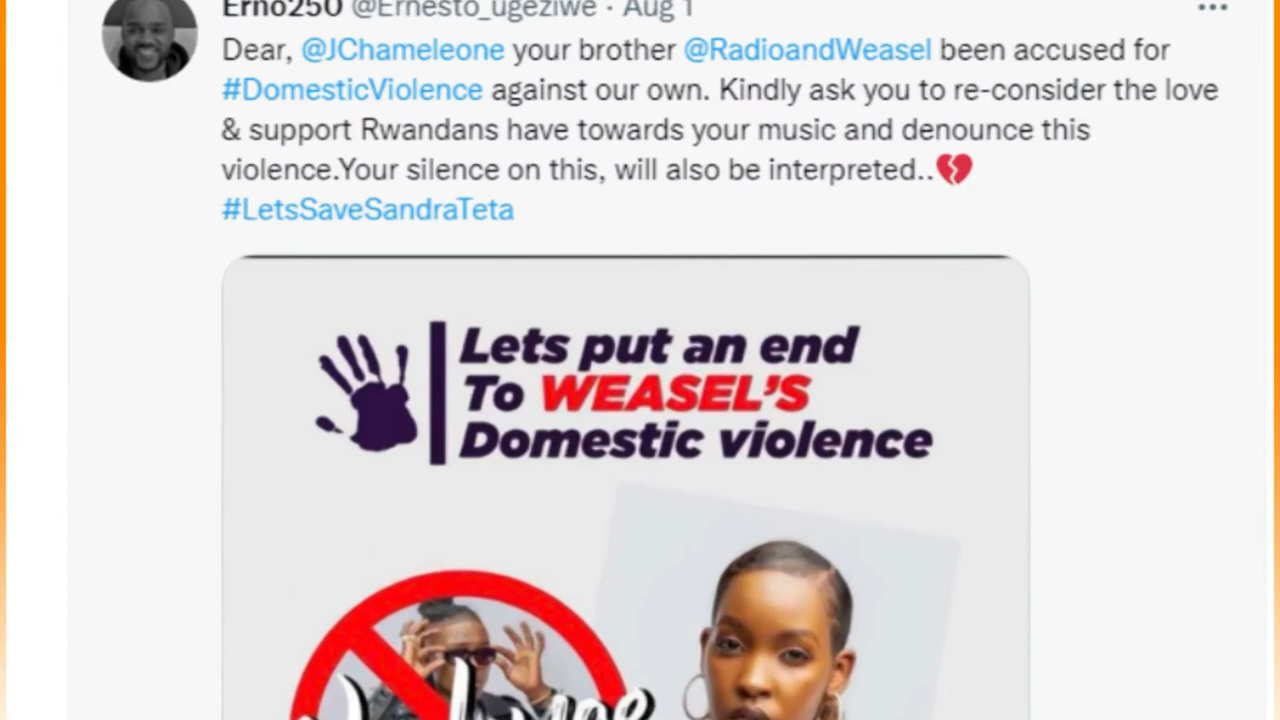 Erno250 @Ernesto_ugeziwe · Aug 1
Dear, @JChameleone your brother @RadioandWeasel been accused for
#DomesticViolence against our own. Kindly ask you to re-consider the love
& support Rwandans have towards your music and denounce this
violence.Your silence on this, will also be interpreted..💔
#LetsSaveSandraTeta
Lets put an end
To WEASEL'S
Domestic violence